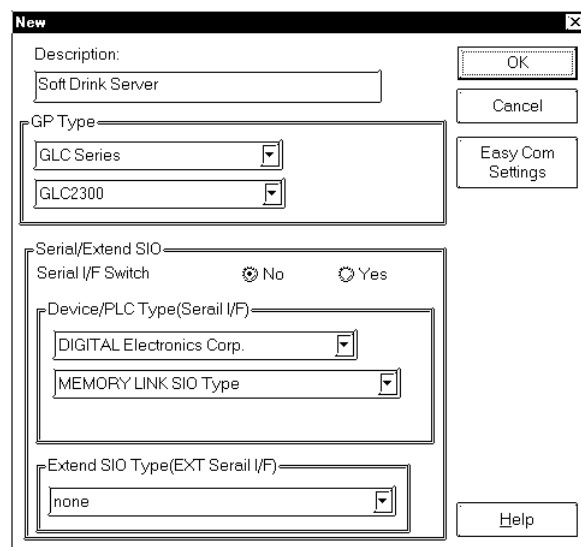 New
Description:
Soft Drink Server
OK
Cancel
Easy Com
Settings
GP Type
GLC Series
GLC2300
Serial/Extend SIO
Serial I/F Switch
No
Yes
Device/PLC Type(Serail I/F)
DIGITAL Electronics Corp.
MEMORY LINK SIO Type
Extend SIO Type(EXT Serail I/F)
none
Help